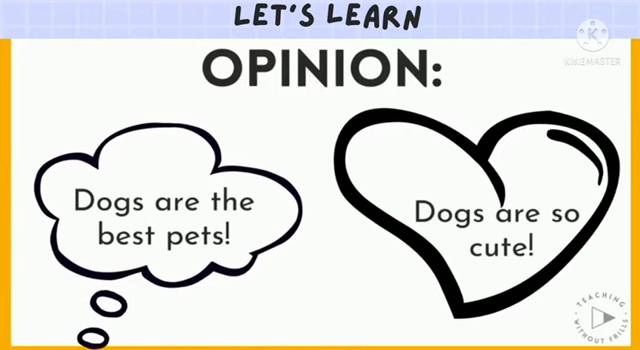 LET'S LEARN
KINEMASTER
OPINION:
Dogs are the
best pets!
Dogs are so
cute!
TEACHING
WITHOUT FRILLS